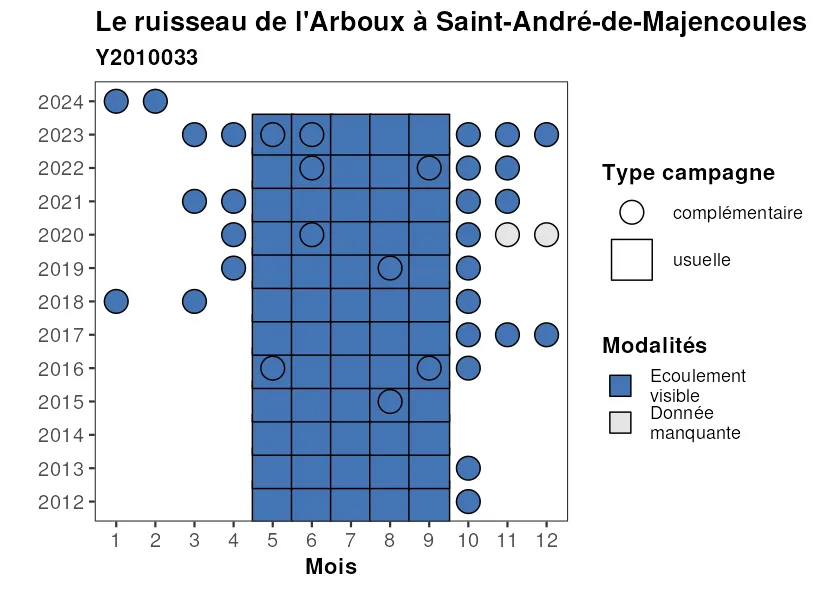 Le ruisseau de l'Arboux à Saint-André-de-Majencoules
Y2010033
2024
2023
2022
2021
2020
2019
2018
2017
2016
2015
2014
2013
2012
1 2 3 4 5 6 7 8 9 10 11 12
Mois
Type campagne
complémentaire
usuelle
Modalités
Ecoulement
visible
Donnée
manquante